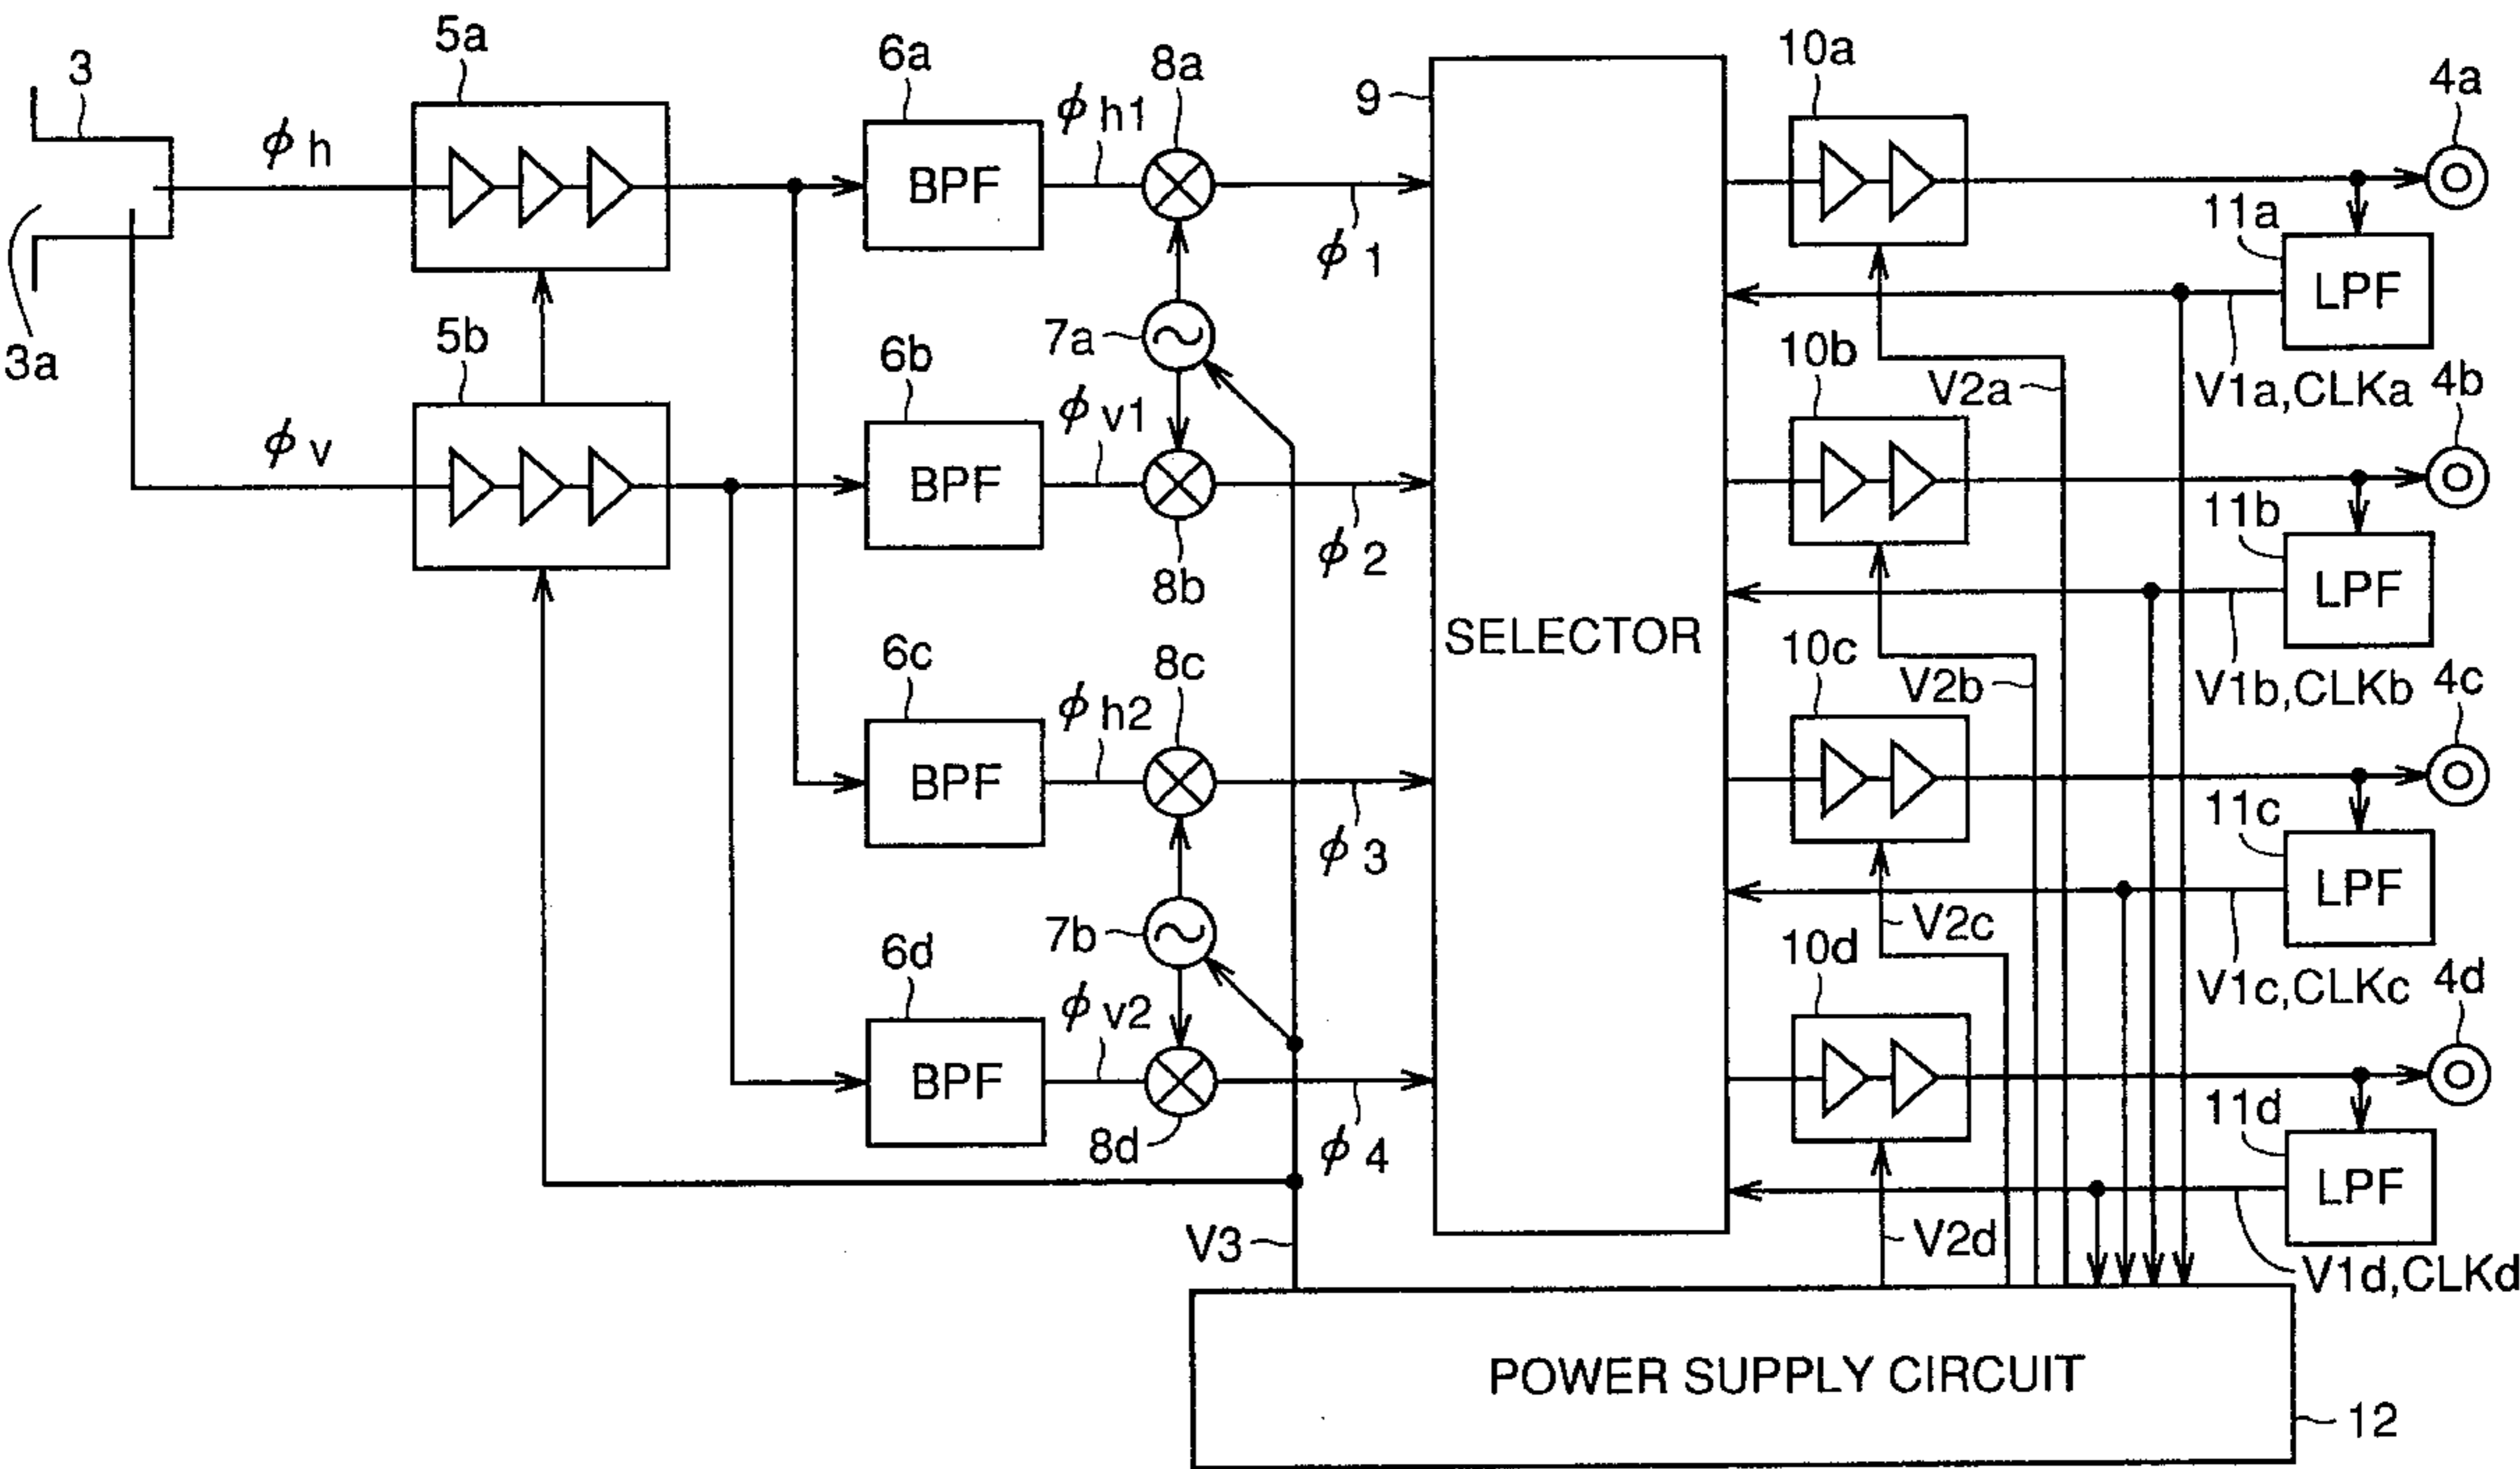 3
5a
6a
8a
10a
4a
ϕh
ϕh1
9
BPF
11a
ϕ1
LPF
3a
5b
6b
7a
10b
V2a
V1a,CLKa
4b
ϕv
ϕv1
BPF
11b
ϕ2
8b
LPF
SELECTOR
6c
8c
10c
V2b
V1b,CLKb
4c
ϕh2
BPF
11c
ϕ3
LPF
6d
7b
V2c
10d
V1c,CLKc
4d
ϕv2
BPF
11d
8d
ϕ4
LPF
V3
V2d
V1d,CLKd
POWER SUPPLY CIRCUIT
12